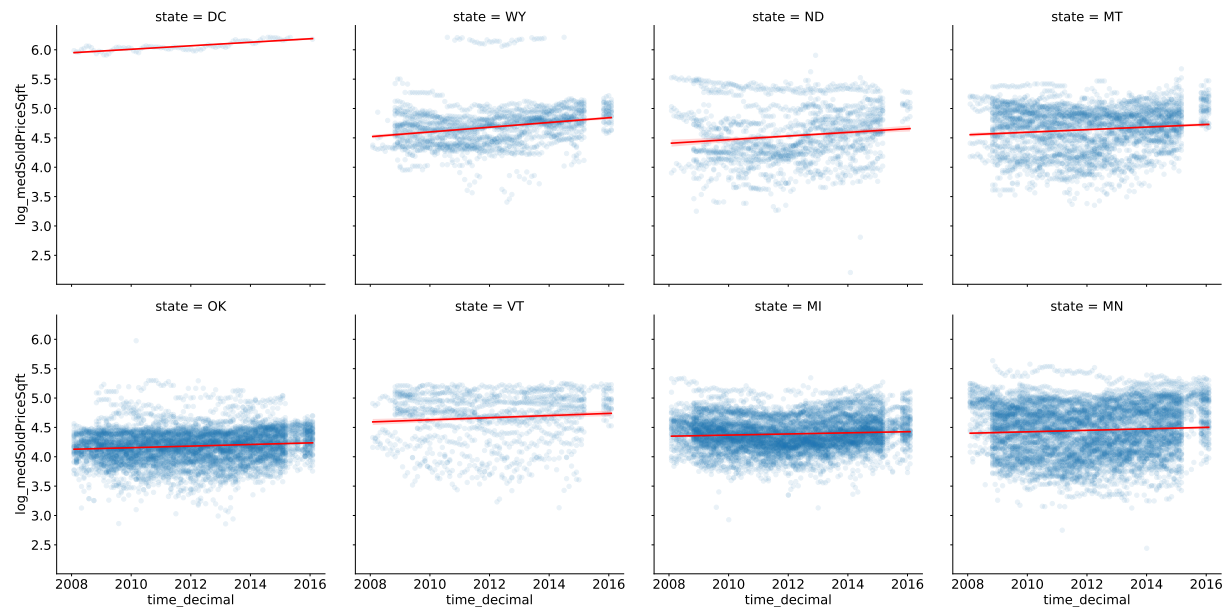 state = DC
state = WY
state = ND
state = MT
log_medSoldPriceSqft
6.0
5.5
5.0
4.5
4.0
3.5
3.0
2.5
state = OK
state = VT
state = MI
state = MN
log_medSoldPriceSqft
6.0
5.5
5.0
4.5
4.0
3.5
3.0
2.5
2008 2010 2012 2014 2016
2008 2010 2012 2014 2016
2008 2010 2012 2014 2016
2008 2010 2012 2014 2016
time_decimal
time_decimal
time_decimal
time_decimal